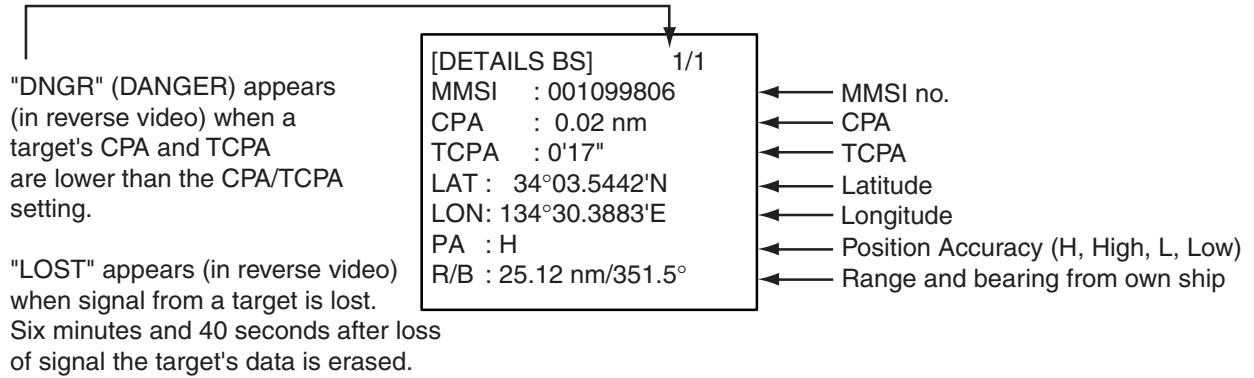 "DNGR" (DANGER) appears
(in reverse video) when a
target's CPA and TCPA
are lower than the CPA/TCPA
setting.
"LOST" appears (in reverse video)
when signal from a target is lost.
Six minutes and 40 seconds after loss
of signal the target's data is erased.
[DETAILS BS] 1/1
MMSI : 001099806
CPA : 0.02 nm
TCPA : 0'17"
LAT : 34°03.5442'N
LON: 134°30.3883'E
PA : H
R/B : 25.12 nm/351.5°
MMSI no.
CPA
TCPA
Latitude
Longitude
Position Accuracy (H, High, L, Low)
Range and bearing from own ship